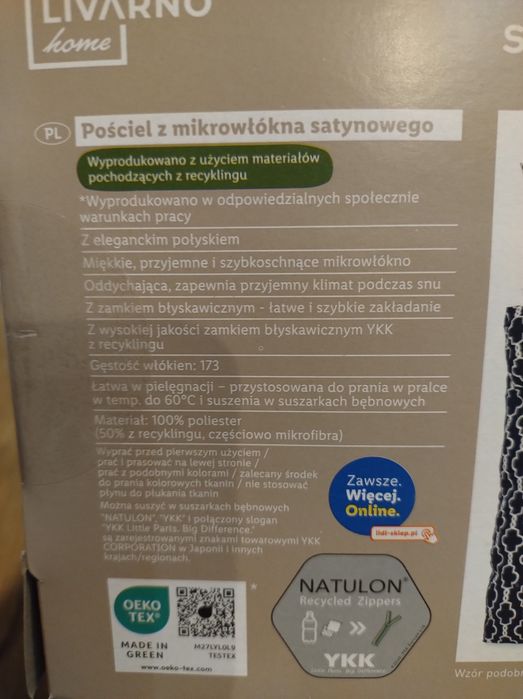 LIVARNO
home
S
PL
Pościel z mikrowłókna satynowego
Wyprodukowano z użyciem materiałów
pochodzących z recyklingu
*Wyprodukowano w odpowiedzialnych społecznie
warunkach pracy
Z eleganckim połyskiem
Miękkie, przyjemne i szybkoschnące mikrowłókno
Oddychająca, zapewnia przyjemny klimat podczas snu
Z zamkiem błyskawicznym - łatwe i szybkie zakładanie
Z wysokiej jakości zamkiem błyskawicznym YKK
z recyklingu
Gęstość włókien: 173
Łatwa w pielęgnacji – przystosowana do prania w pralce
w temp. do 60°C i suszenia w suszarkach bębnowych
Materiał: 100% poliester
(50% z recyklingu, częściowo mikrofibra)
Wyprać przed pierwszym użyciem /
prać i prasować na lewej stronie /
prać z podobnymi kolorami / zalecany środek
do prania kolorowych tkanin / nie stosować
płynu do płukania tkanin
Można suszyć w suszarkach bębnowych
"NATULON", "YKK" i połączony slogan
"YKK Little Parts. Big Difference."
są zarejestrowanymi znakami towarowymi YKK
CORPORATION w Japonii i innych
krajach/regionach.
Zawsze.
Więcej.
Online.
lidl-sklep.pl
OEKO
TEX®
MADE IN
GREEN
M27LYL0L9
TESTEX
www.oeko-tex.com
*
NATULON®
Recycled Zippers
YKK
Little Parts. Big Difference.
Wzór podob